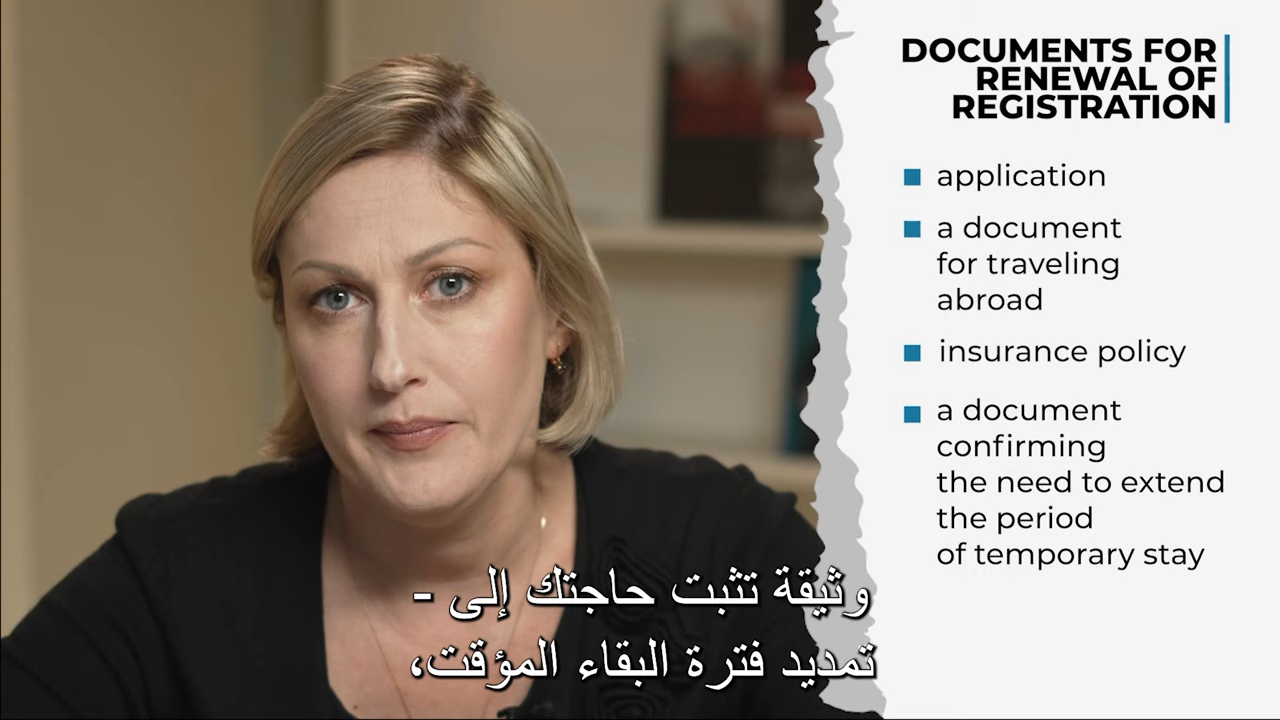 DOCUMENTS FOR
RENEWAL OF
REGISTRATION
application
a document
for traveling
abroad
insurance policy
a document
confirming
the need to extend
the period
of temporary stay
وثيقة تثبت حاجتك إلى -
تمديد فترة البقاء المؤقت،